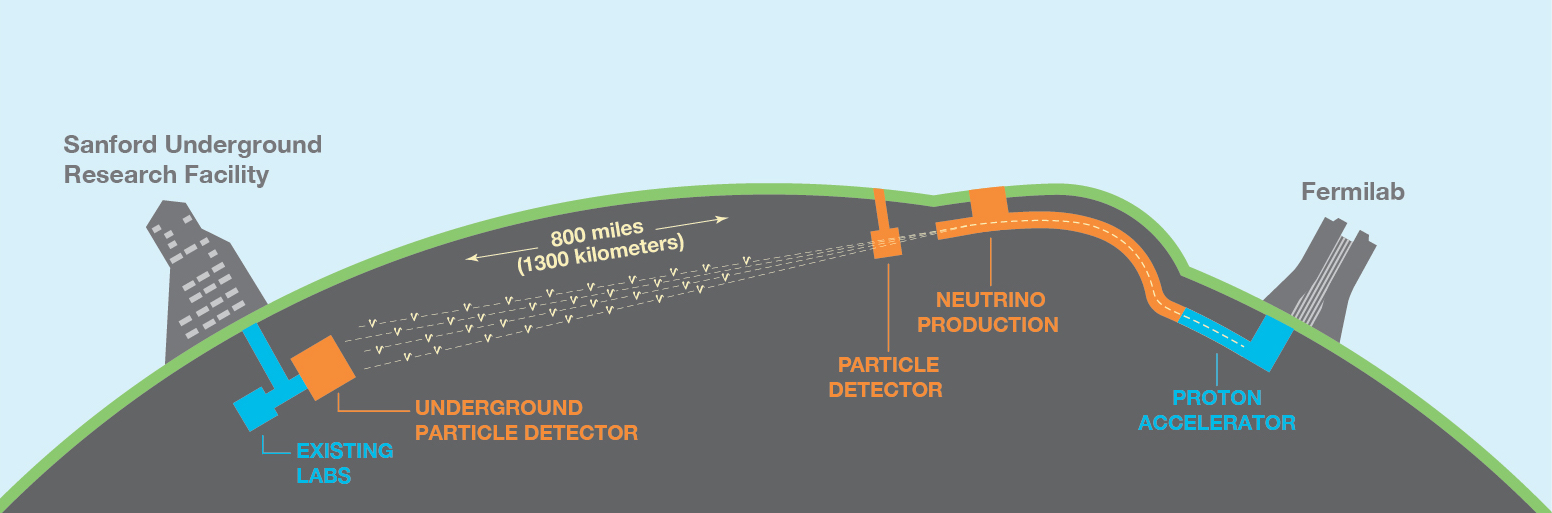 Sanford Underground
Research Facility
Fermilab
800 miles
(1300 kilometers)
NEUTRINO
PRODUCTION
PARTICLE
DETECTOR
PROTON
ACCELERATOR
UNDERGROUND
PARTICLE DETECTOR
EXISTING
LABS